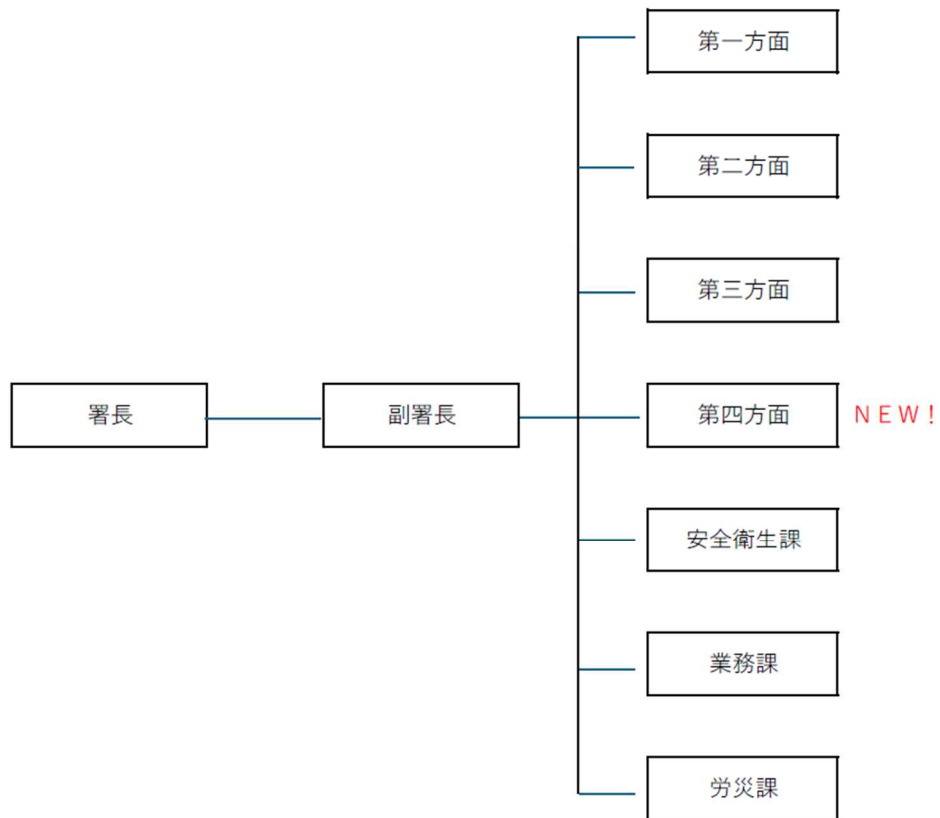 第一方面
第二方面
第三方面
署長
副署長
第四方面
ＮＥＷ！
安全衛生課
業務課
労災課